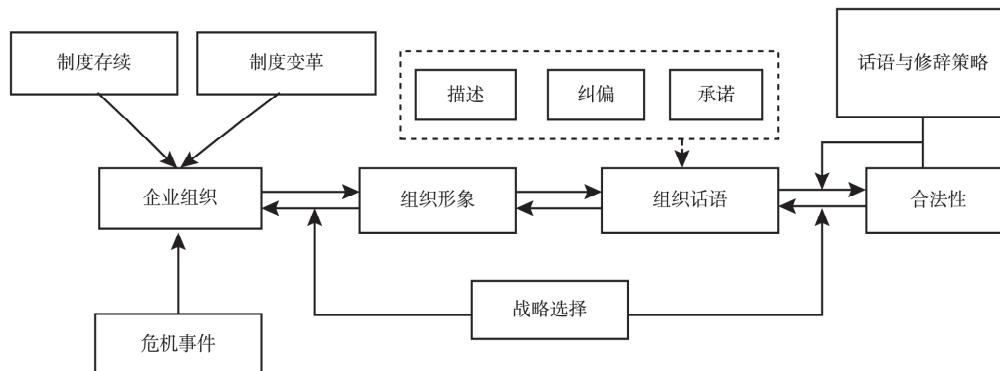 制度存续
制度变革
描述
纠偏
承诺
话语与修辞策略
企业组织
组织形象
组织话语
合法性
战略选择
危机事件